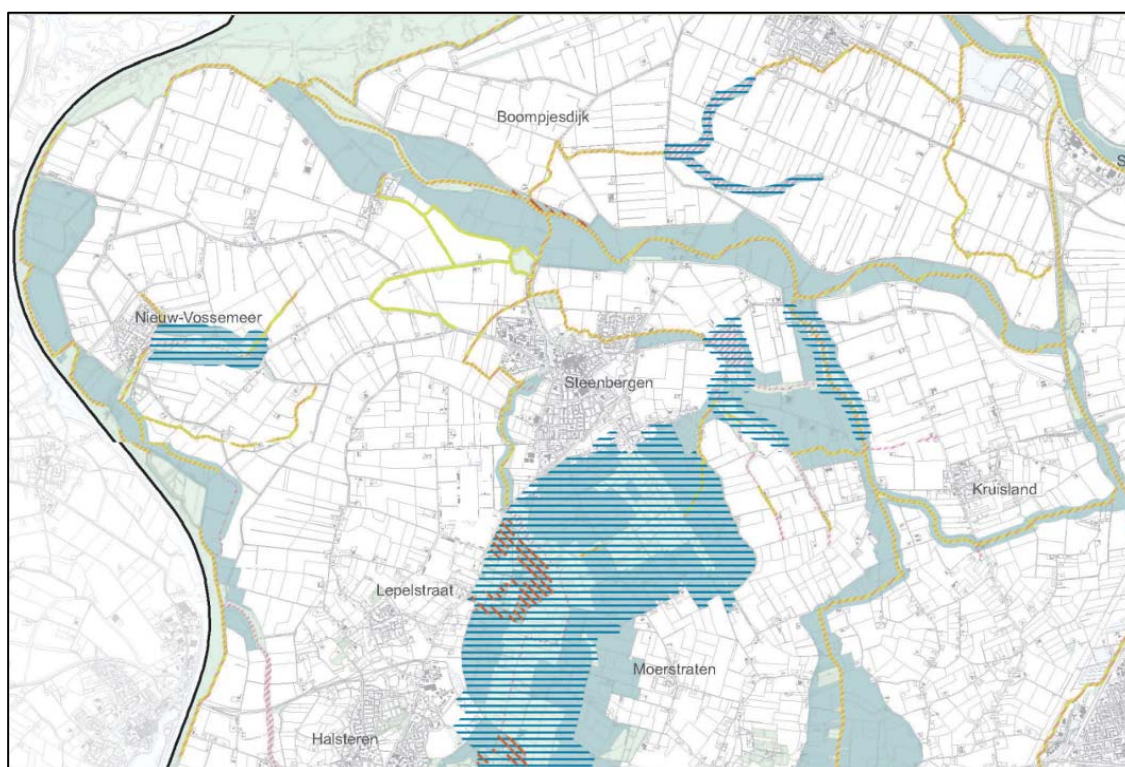 Boompjesdijk
S
Nieuw-Vossemeer
Steenbergen
Kruisland
Lepelstraat
Moerstraten
Halsteren